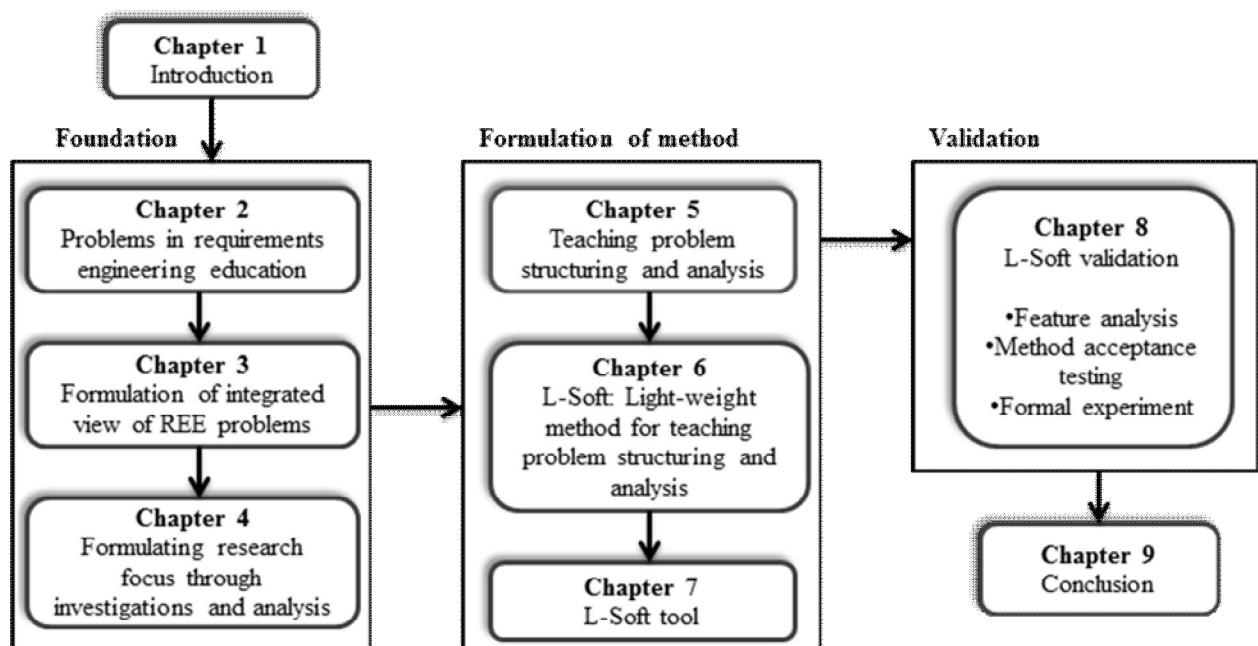 Chapter 1
Introduction
Foundation
Chapter 2
Problems in requirements
engineering education
Chapter 3
Formulation of integrated
view of REE problems
Chapter 4
Formulating research
focus through
investigations and analysis
Formulation of method
Chapter 5
Teaching problem
structuring and analysis
Chapter 6
L-Soft: Light-weight
method for teaching
problem structuring and
analysis
Chapter 7
L-Soft tool
Validation
Chapter 8
L-Soft validation
•Feature analysis
•Method acceptance
testing
•Formal experiment
Chapter 9
Conclusion